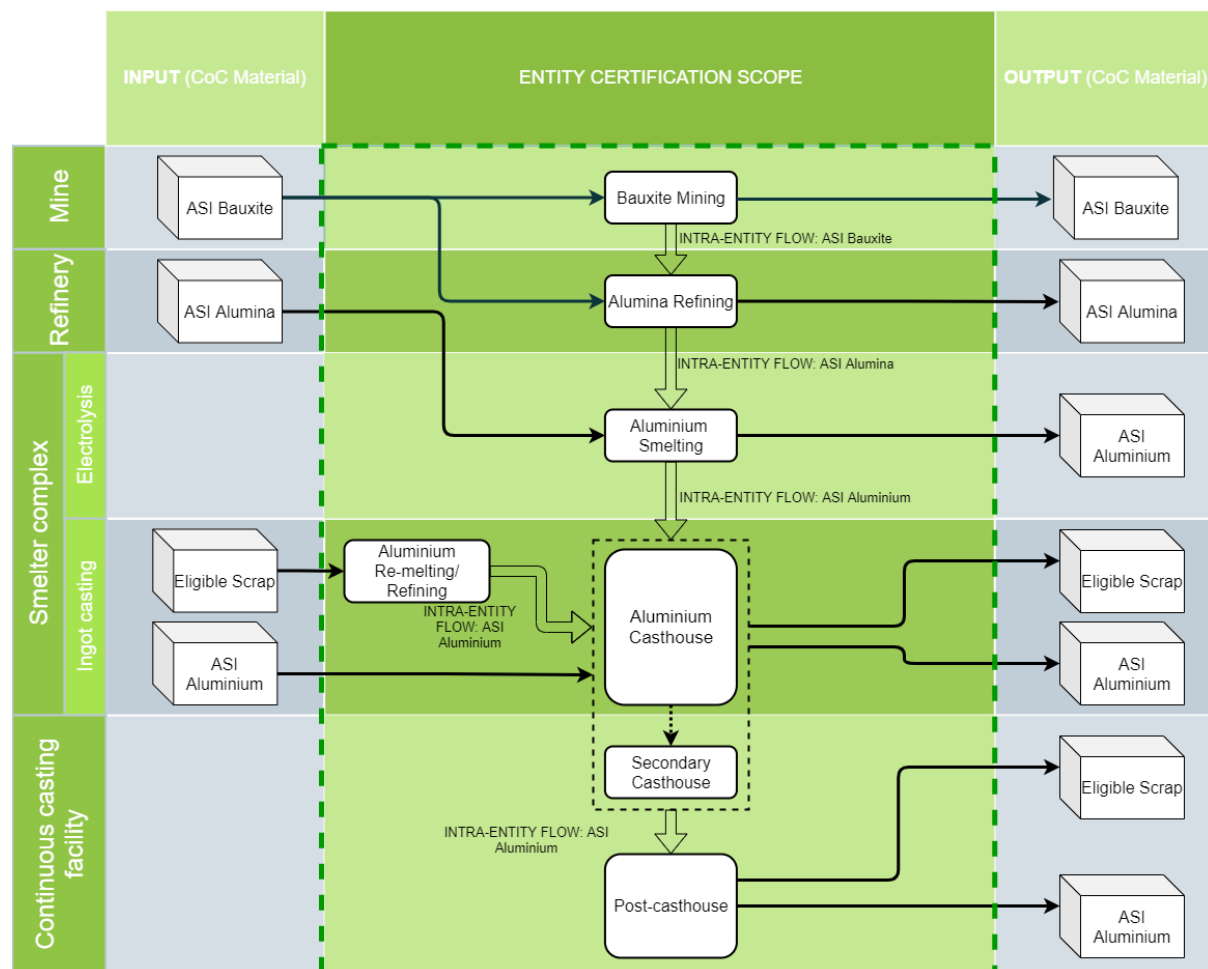 INPUT (CoC Material)
ENTITY CERTIFICATION SCOPE
OUTPUT (CoC Material)
Mine
ASI Bauxite
Bauxite Mining
ASI Bauxite
INTRA-ENTITY FLOW: ASI Bauxite
Refinery
ASI Alumina
Alumina Refining
ASI Alumina
INTRA-ENTITY FLOW: ASI Alumina
Smelter complex
Electrolysis
Aluminium
Smelting
ASI
Aluminium
INTRA-ENTITY FLOW: ASI Aluminium
Ingot casting
Eligible Scrap
Aluminium
Re-melting/
Refining
INTRA-ENTITY
FLOW: ASI
Aluminium
Aluminium
Casthouse
Eligible Scrap
ASI
Aluminium
ASI
Aluminium
Continuous casting
facility
Secondary
Casthouse
Eligible Scrap
INTRA-ENTITY FLOW: ASI
Aluminium
Post-casthouse
ASI
Aluminium